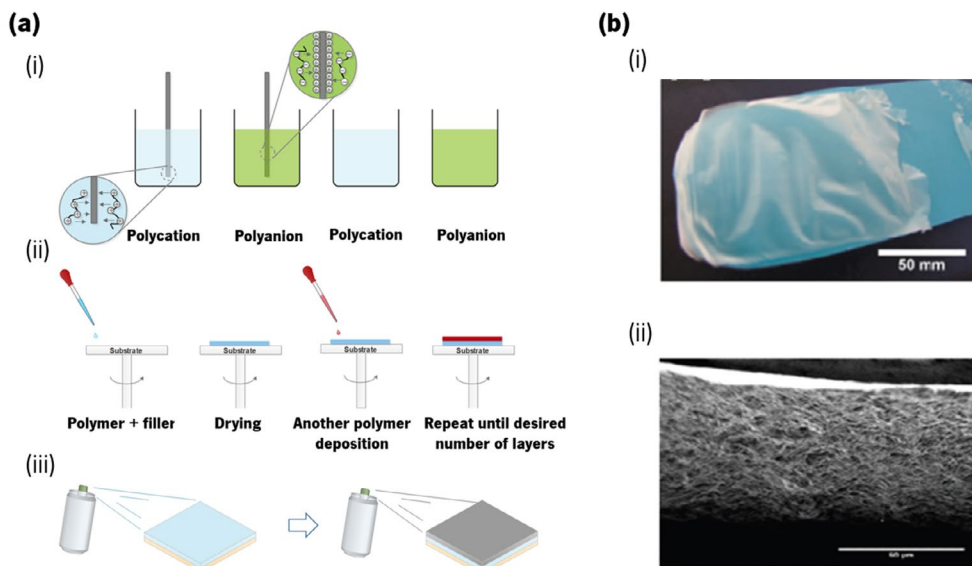 (a)
(i)
Polycation
Polyanion
Polycation
Polyanion
(ii)
Substrate
Substrate
Substrate
Substrate
Polymer + filler
Drying
Another polymer
deposition
Repeat until desired
number of layers
(iii)
(b)
(i)
50 mm
(ii)